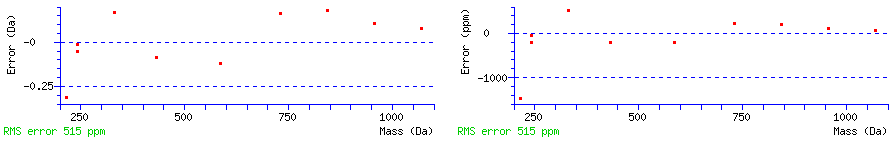 Error (Da)
-0
-0.25
250 500 750 1000
RMS error 515 ppm Mass (Da)
Error (ppm)
0
-1000
250 500 750 1000
RMS error 515 ppm Mass (Da)